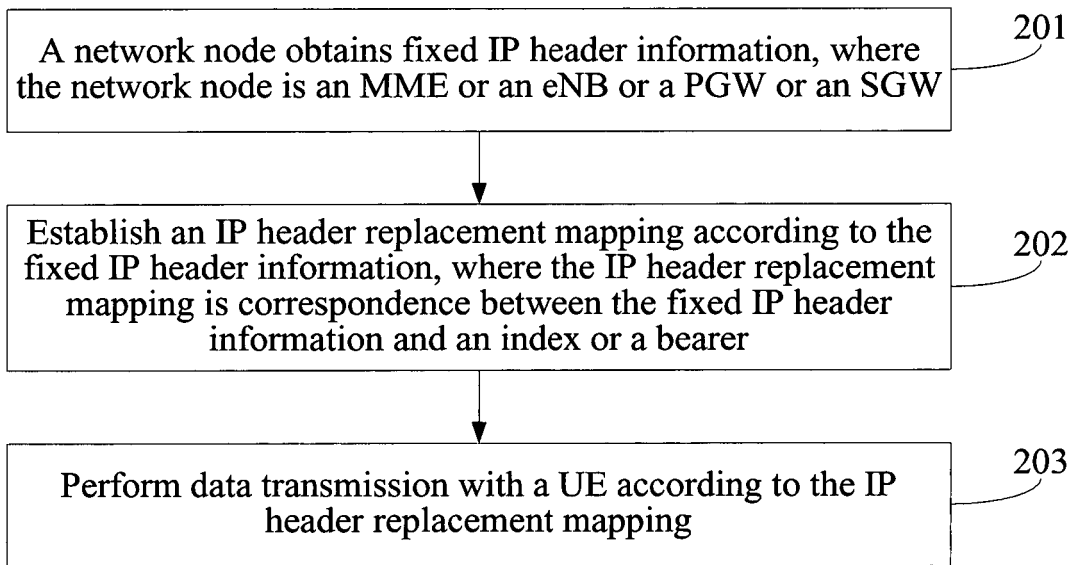 A network node obtains fixed IP header information, where
the network node is an MME or an eNB or a PGW or an SGW
201
Establish an IP header replacement mapping according to the
fixed IP header information, where the IP header replacement
mapping is correspondence between the fixed IP header
information and an index or a bearer
202
Perform data transmission with a UE according to the IP
header replacement mapping
203